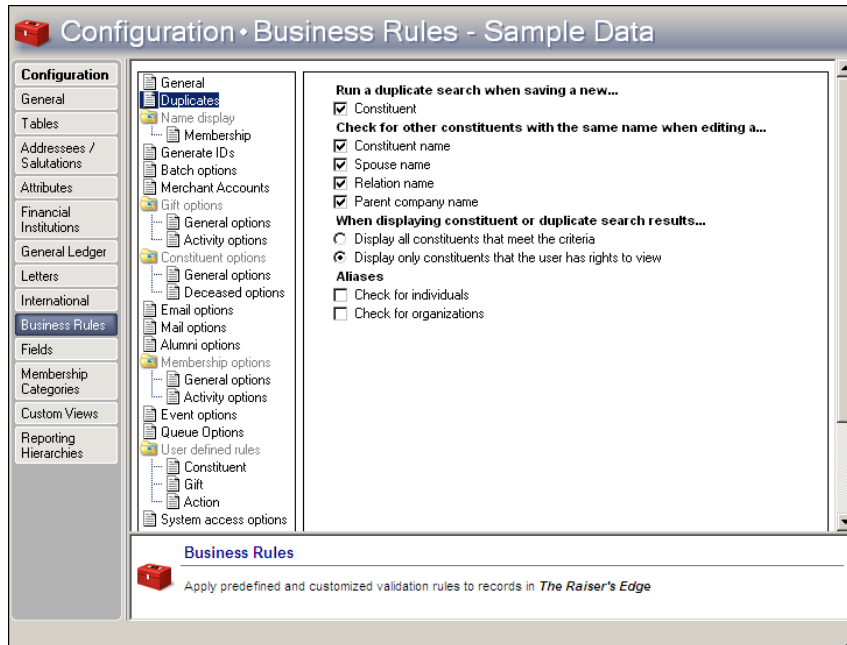 Configuration • Business Rules - Sample Data
Configuration
General
Tables
Addressees /
Salutations
Attributes
Financial
Institutions
General Ledger
Letters
International
Business Rules
Fields
Membership
Categories
Custom Views
Reporting
Hierarchies
General
Duplicates
Name display
Membership
Generate IDs
Batch options
Merchant Accounts
Gift options
General options
Activity options
Constituent options
General options
Deceased options
Email options
Mail options
Alumni options
Membership options
General options
Activity options
Event options
Queue Options
User defined rules
Constituent
Gift
Action
System access options
Run a duplicate search when saving a new...
Constituent
Check for other constituents with the same name when editing a...
Constituent name
Spouse name
Relation name
Parent company name
When displaying constituent or duplicate search results...
Display all constituents that meet the criteria
Display only constituents that the user has rights to view
Aliases
Check for individuals
Check for organizations
Business Rules
Apply predefined and customized validation rules to records in The Raiser's Edge